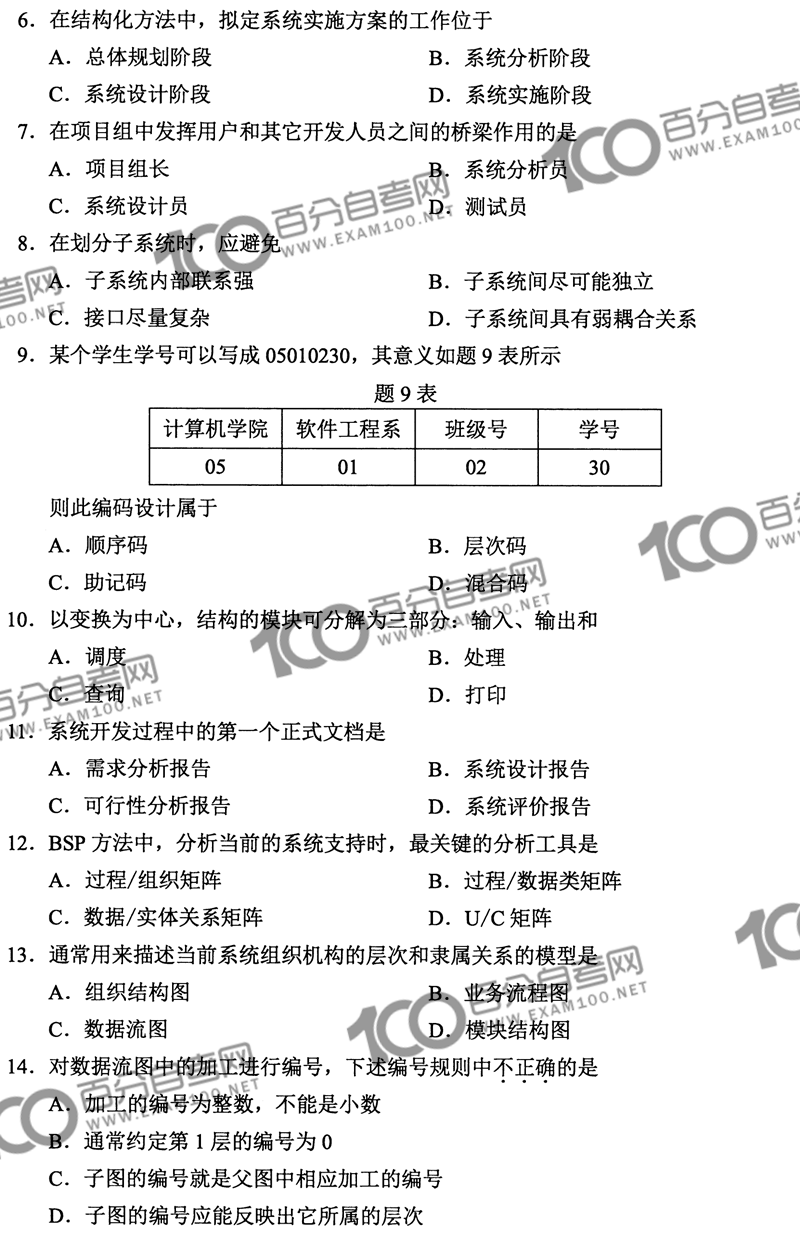 6．在结构化方法中，拟定系统实施方案的工作位于
A．总体规划阶段 B．系统分析阶段
C．系统设计阶段 D．系统实施阶段
7．在项目组中发挥用户和其它开发人员之间的桥梁作用的是
A．项目组长 B．系统分析员
C．系统设计员 D．测试员
8．在划分子系统时，应避免
A．子系统内部联系强 B．子系统间尽可能独立
C．接口尽量复杂 D．子系统间具有弱耦合关系
9．某个学生学号可以写成 05010230，其意义如题 9 表所示
题 9 表
计算机学院 软件工程系 班级号 学号
05 01 02 30
则此编码设计属于
A．顺序码 B．层次码
C．助记码 D．混合码
10．以变换为中心，结构的模块可分解为三部分：输入、输出和
A．调度 B．处理
C．查询 D．打印
11．系统开发过程中的第一个正式文档是
A．需求分析报告 B．系统设计报告
C．可行性分析报告 D．系统评价报告
12．BSP 方法中，分析当前的系统支持时，最关键的分析工具是
A．过程/组织矩阵 B．过程/数据类矩阵
C．数据/实体关系矩阵 D．U/C 矩阵
13．通常用来描述当前系统组织机构的层次和隶属关系的模型是
A．组织结构图 B．业务流程图
C．数据流图 D．模块结构图
14．对数据流图中的加工进行编号，下述编号规则中不正确的是
A．加工的编号为整数，不能是小数
B．通常约定第 1 层的编号为 0
C．子图的编号就是父图中相应加工的编号
D．子图的编号应能反映出它所属的层次
100百分自考网
WWW.EXAM100.NET